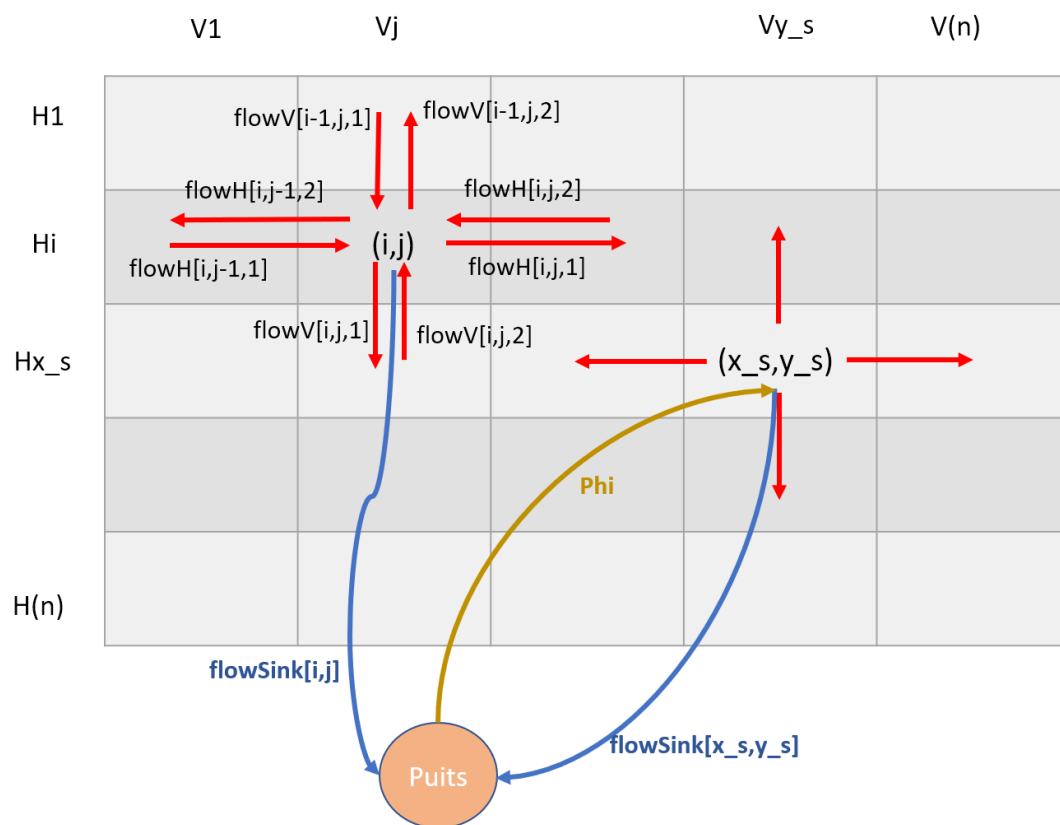 V1
Vj
Vy_s
V(n)
H1
flowV[i-1,j,1]
flowV[i-1,j,2]
flowH[i,j-1,2]
flowH[i,j,2]
Hi
(i,j)
flowH[i,j-1,1]
flowH[i,j,1]
flowV[i,j,1]
flowV[i,j,2]
Hx_s
(x_s,y_s)
Phi
H(n)
flowSink[i,j]
flowSink[x_s,y_s]
Puits